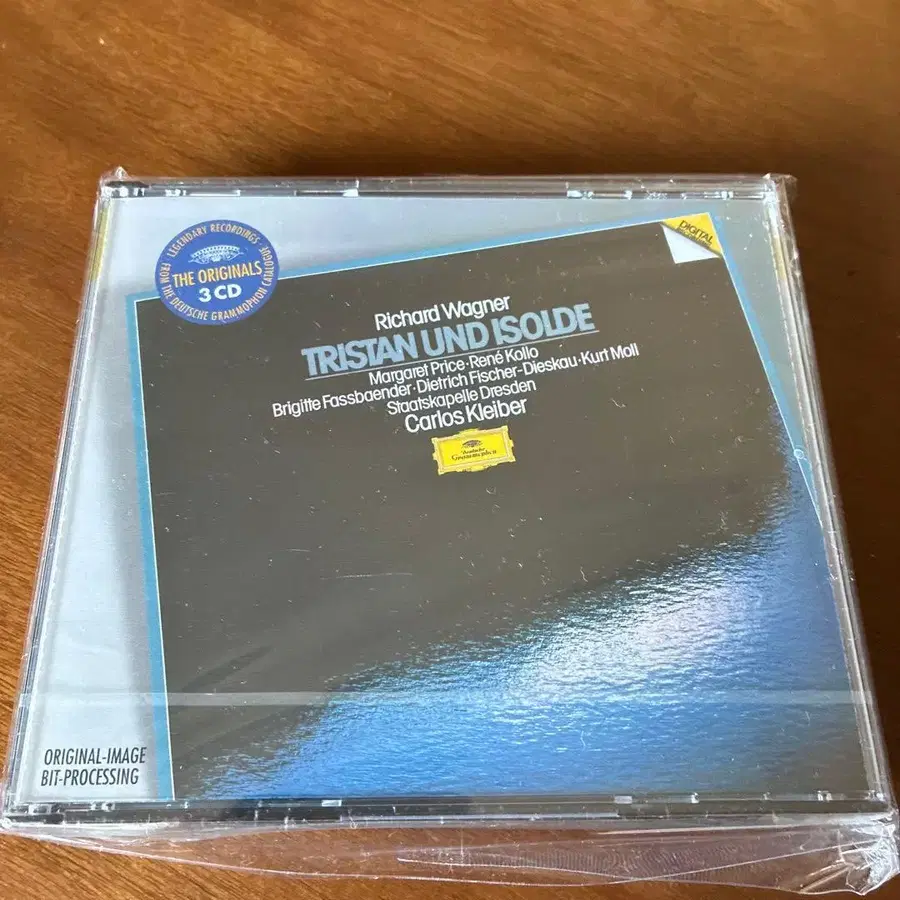 LEGENDARY RECORDINGS
THE ORIGINALS
3 CD
FROM THE DEUTSCHE GRAMMOPHON CATALOGUE
DIGITAL
Richard Wagner
TRISTAN UND ISOLDE
Margaret Price·René Kollo
Brigitte Fassbaender·Dietrich Fischer-Dieskau·Kurt Moll
Staatskapelle Dresden
Carlos Kleiber
Deutsche
Grammophon
ORIGINAL-IMAGE
BIT-PROCESSING